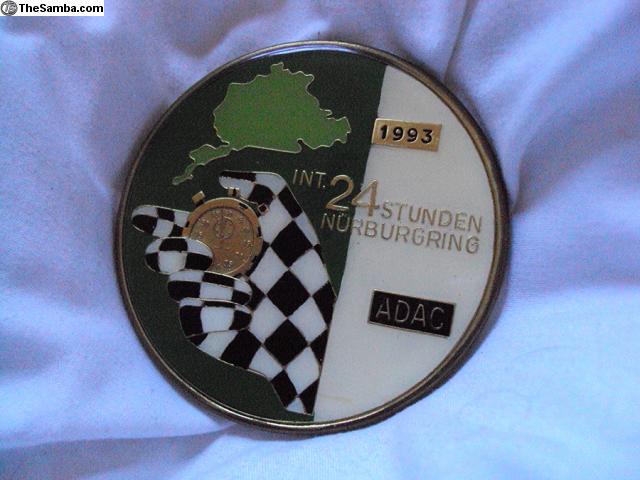 TheSamba.com
1993
INT. 24 STUNDEN
NÜRBURGRING
ADAC